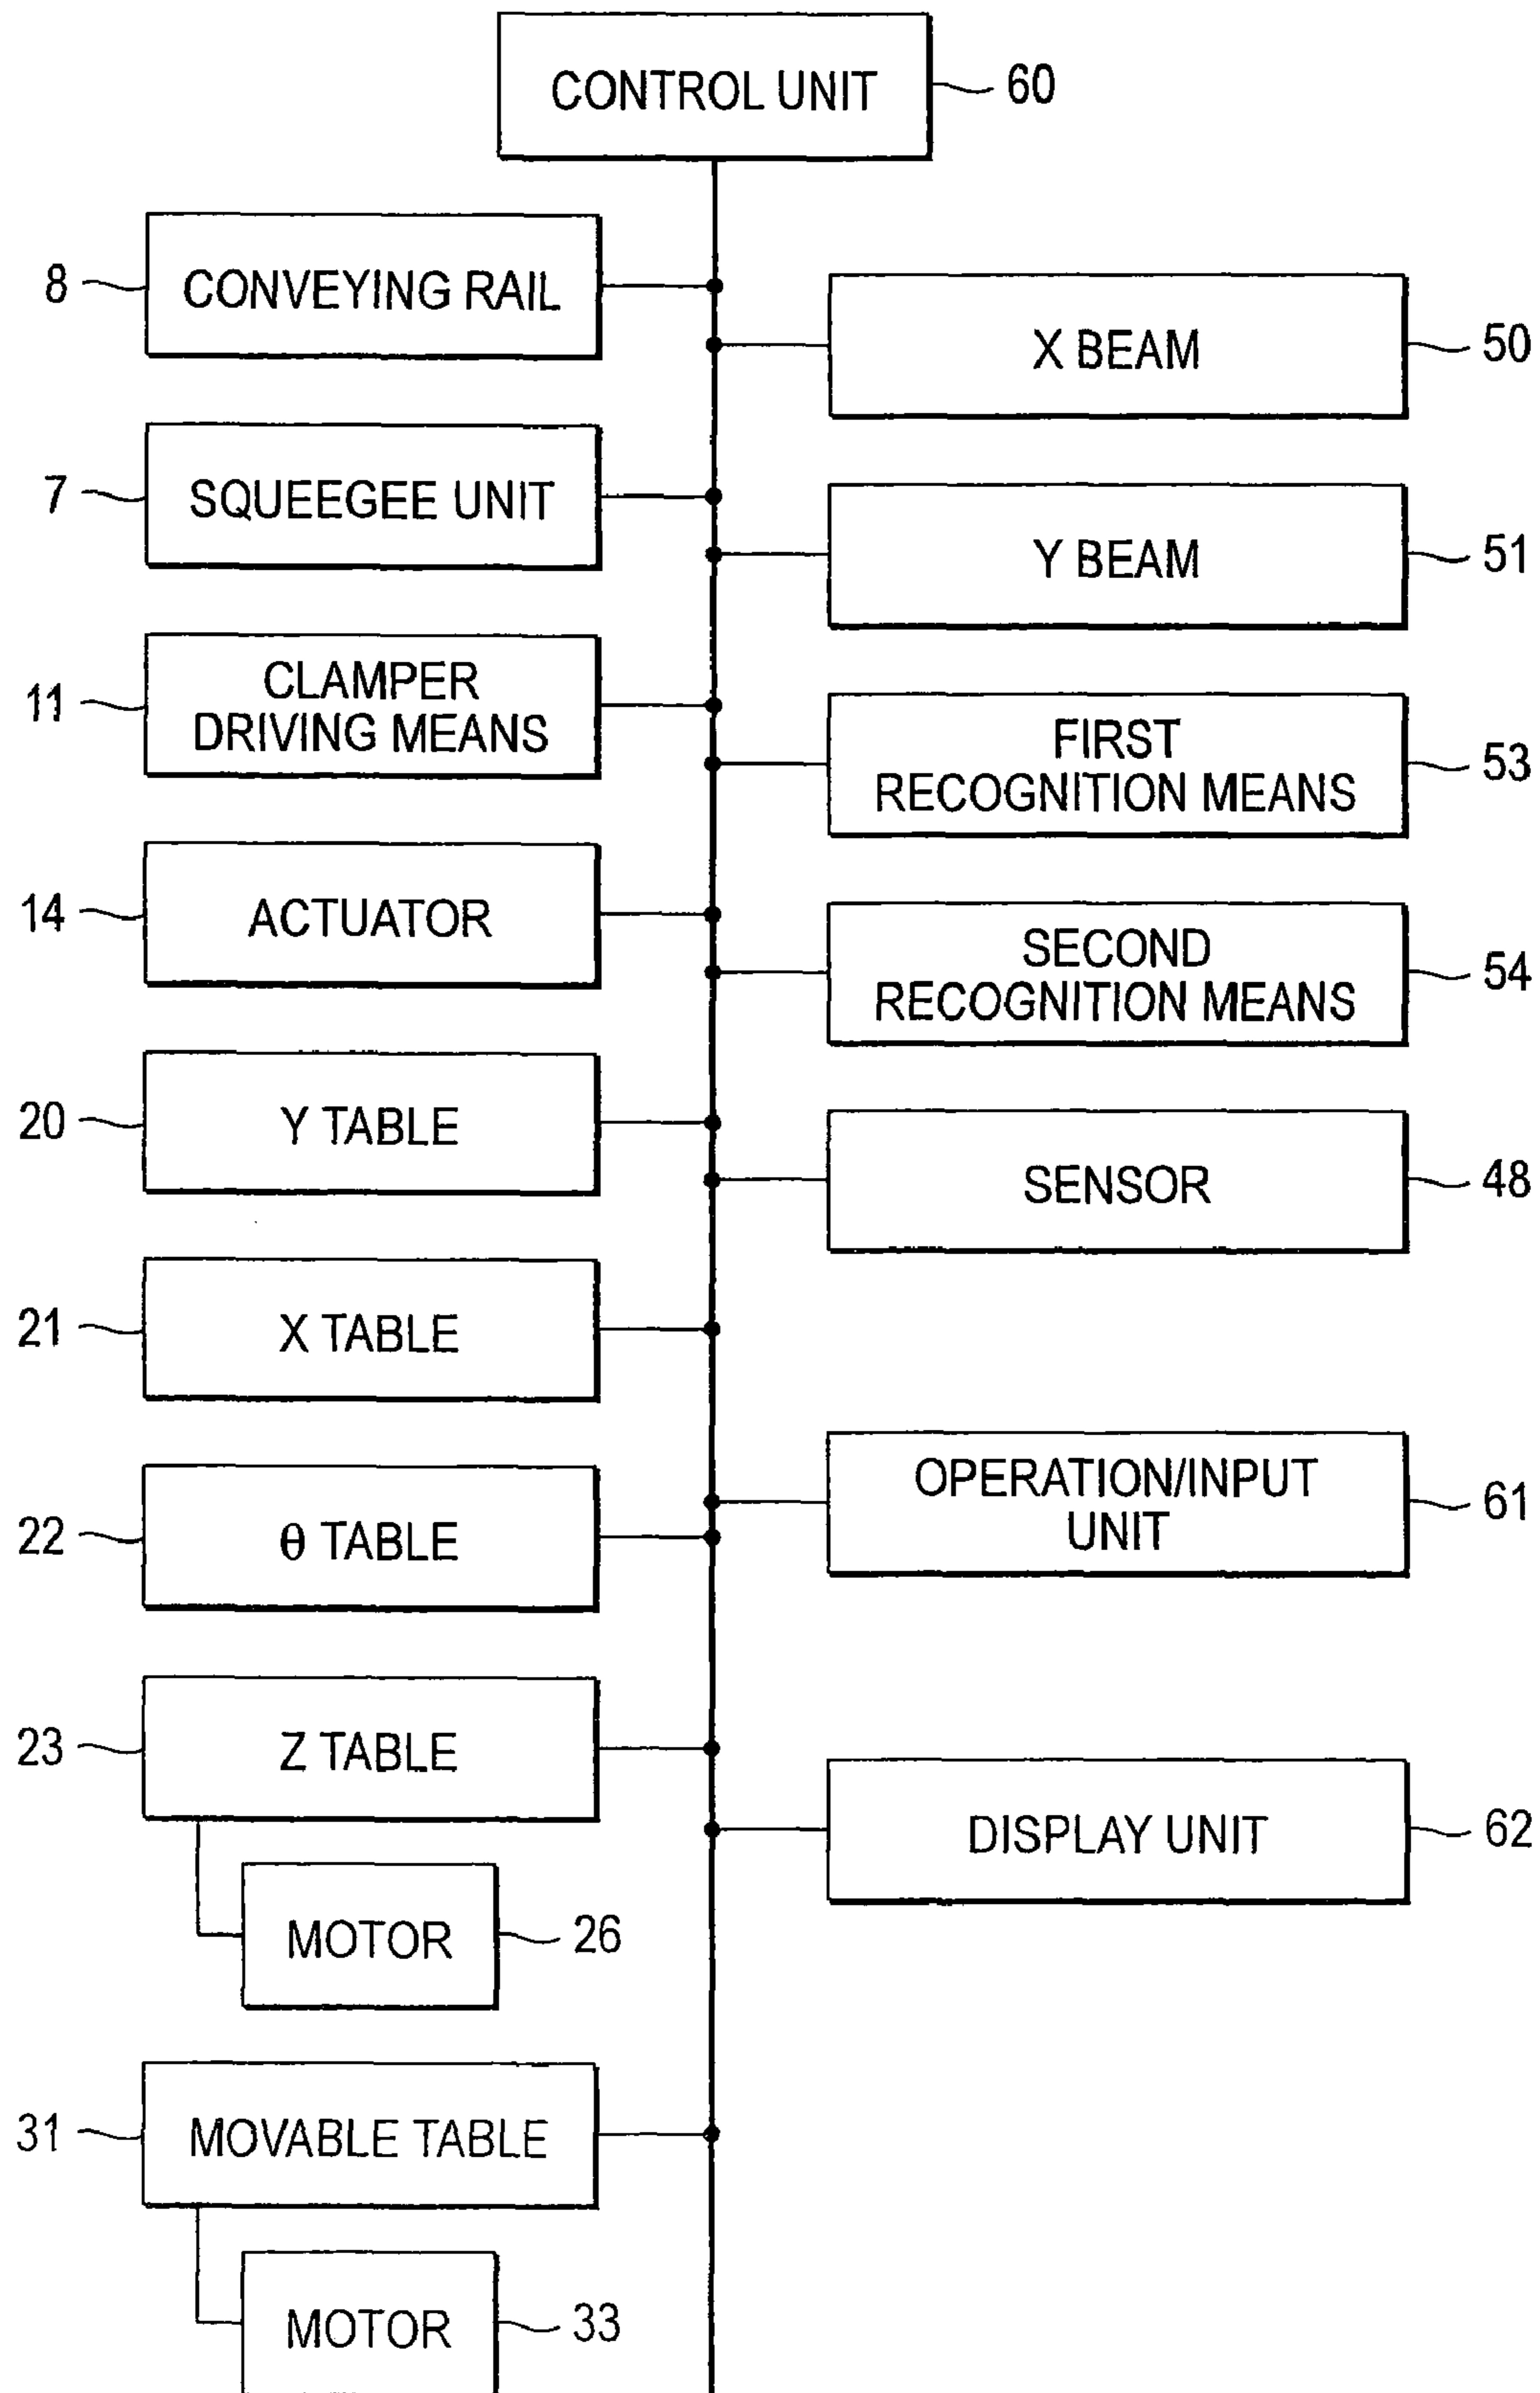 CONTROL UNIT
60
8
CONVEYING RAIL
X BEAM
50
7
SQUEEGEE UNIT
Y BEAM
51
11
CLAMPER
DRIVING MEANS
FIRST
RECOGNITION MEANS
53
14
ACTUATOR
SECOND
RECOGNITION MEANS
54
20
Y TABLE
SENSOR
48
21
X TABLE
OPERATION/INPUT
UNIT
61
22
θ TABLE
23
Z TABLE
DISPLAY UNIT
62
MOTOR
26
31
MOVABLE TABLE
MOTOR
33